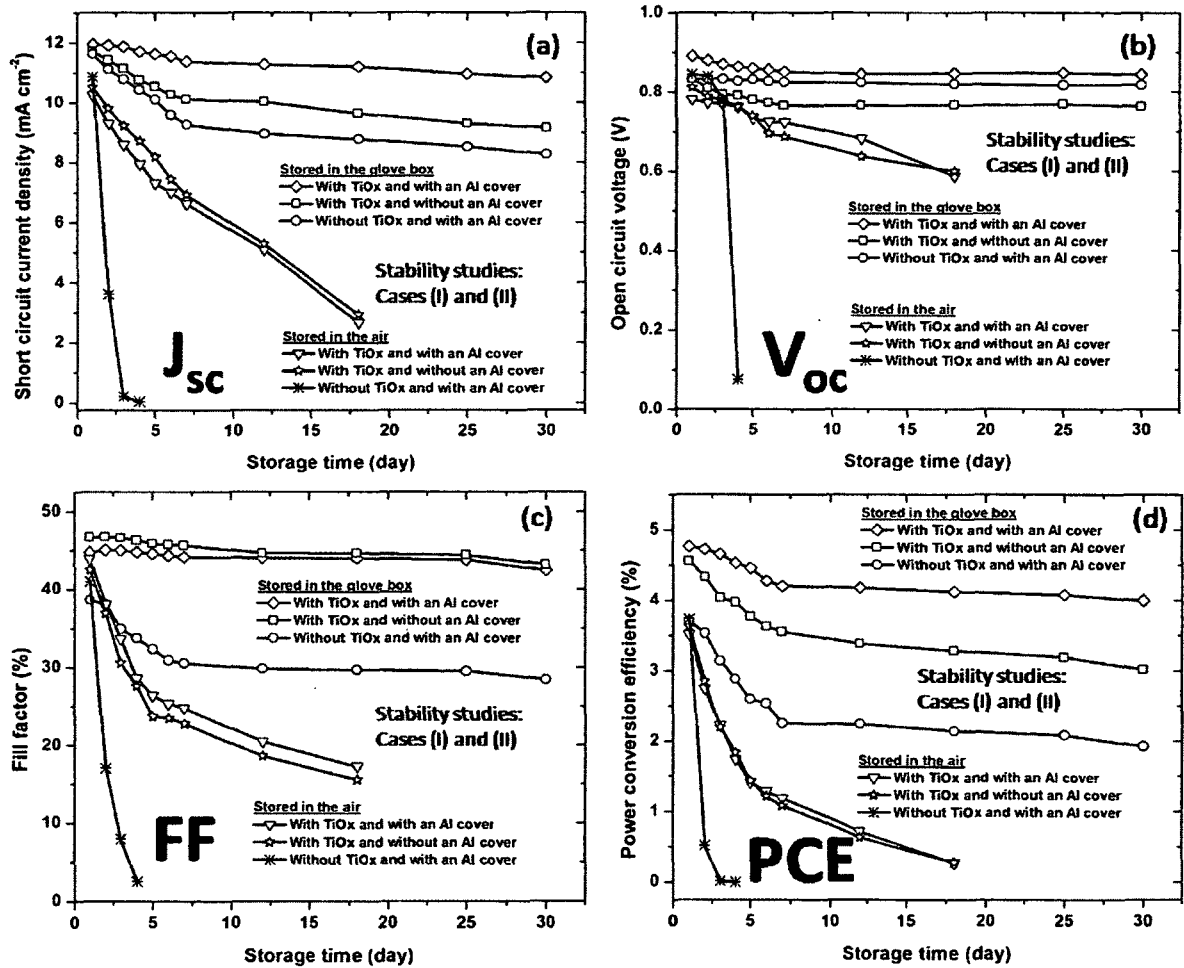 (a)
Short circuit current density (mA cm-2)
12
10
8
6
4
2
0
Stored in the glove box
With TiOx and with an Al cover
With TiOx and without an Al cover
Without TiOx and with an Al cover
Stability studies:
Cases (I) and (II)
Stored in the air
With TiOx and with an Al cover
With TiOx and without an Al cover
Without TiOx and with an Al cover
Jsc
0 5 10 15 20 25 30
Storage time (day)
(b)
Open circuit voltage (V)
1.0
0.8
0.6
0.4
0.2
0.0
Stability studies:
Cases (I) and (II)
Stored in the glove box
With TiOx and with an Al cover
With TiOx and without an Al cover
Without TiOx and with an Al cover
Stored in the air
With TiOx and with an Al cover
With TiOx and without an Al cover
Without TiOx and with an Al cover
Voc
0 5 10 15 20 25 30
Storage time (day)
(c)
Fill factor (%)
50
40
30
20
10
0
Stored in the glove box
With TiOx and with an Al cover
With TiOx and without an Al cover
Without TiOx and with an Al cover
Stability studies:
Cases (I) and (II)
Stored in the air
With TiOx and with an Al cover
With TiOx and without an Al cover
Without TiOx and with an Al cover
FF
0 5 10 15 20 25 30
Storage time (day)
(d)
Power conversion efficiency (%)
5
4
3
2
1
0
Stored in the glove box
With TiOx and with an Al cover
With TiOx and without an Al cover
Without TiOx and with an Al cover
Stability studies:
Cases (I) and (II)
Stored in the air
With TiOx and with an Al cover
With TiOx and without an Al cover
Without TiOx and with an Al cover
PCE
0 5 10 15 20 25 30
Storage time (day)